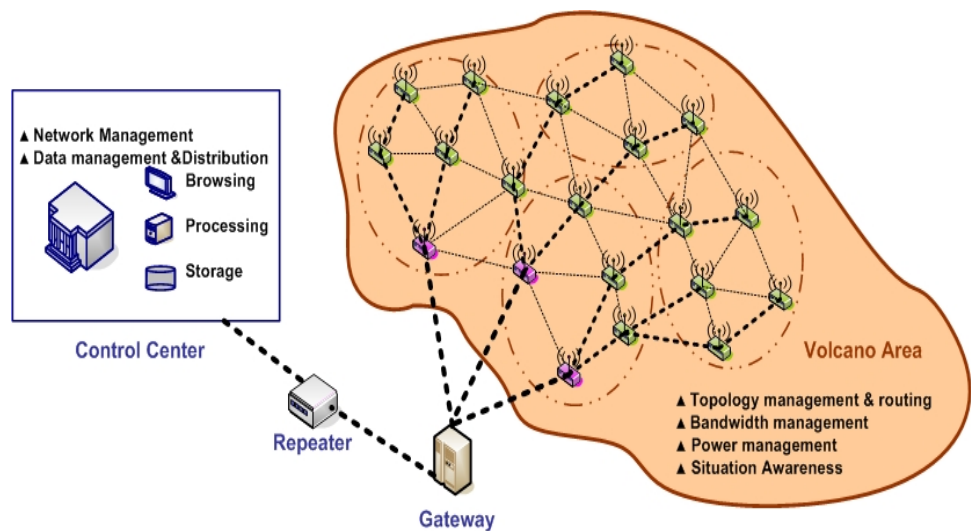 ▲ Network Management
▲ Data management &Distribution
Browsing
Processing
Storage
Control Center
Repeater
Gateway
Volcano Area
▲ Topology management & routing
▲ Bandwidth management
▲ Power management
▲ Situation Awareness